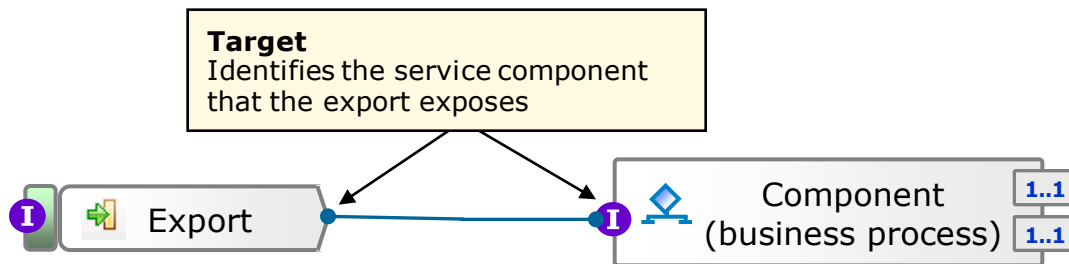 Target
Identifies the service component
that the export exposes
I
Export
I
Component
(business process)
1..1
1..1